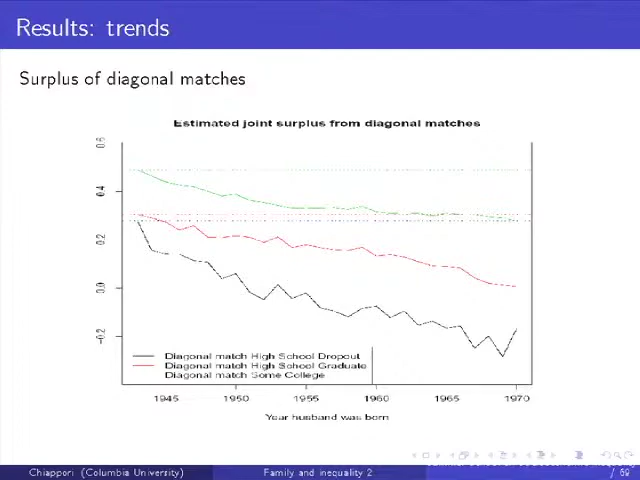 Results: trends
Surplus of diagonal matches
Estimated joint surplus from diagonal matches
0.6
0.4
0.2
0.0
-0.2
Diagonal match High School Dropout
Diagonal match High School Graduate
Diagonal match Some College
1945 1950 1955 1960 1965 1970
Year husband was born
Chiappori (Columbia University) Family and inequality 2 / 69